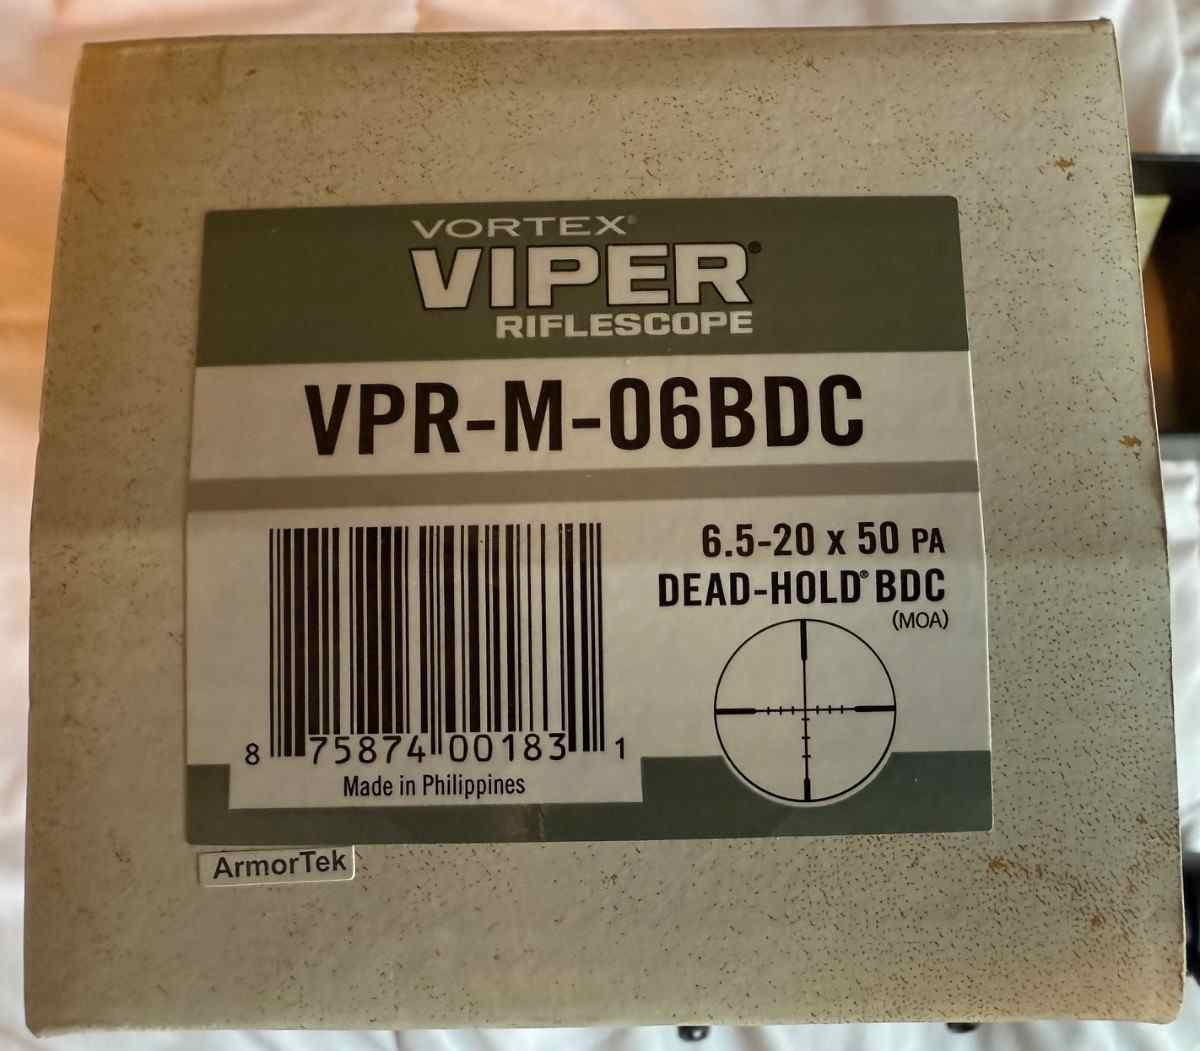 VORTEX®
VIPER®
RIFLESCOPE
VPR-M-06BDC
6.5-20 x 50 PA
DEAD-HOLD® BDC
(MOA)
8 75874 00183 1
Made in Philippines
ArmorTek